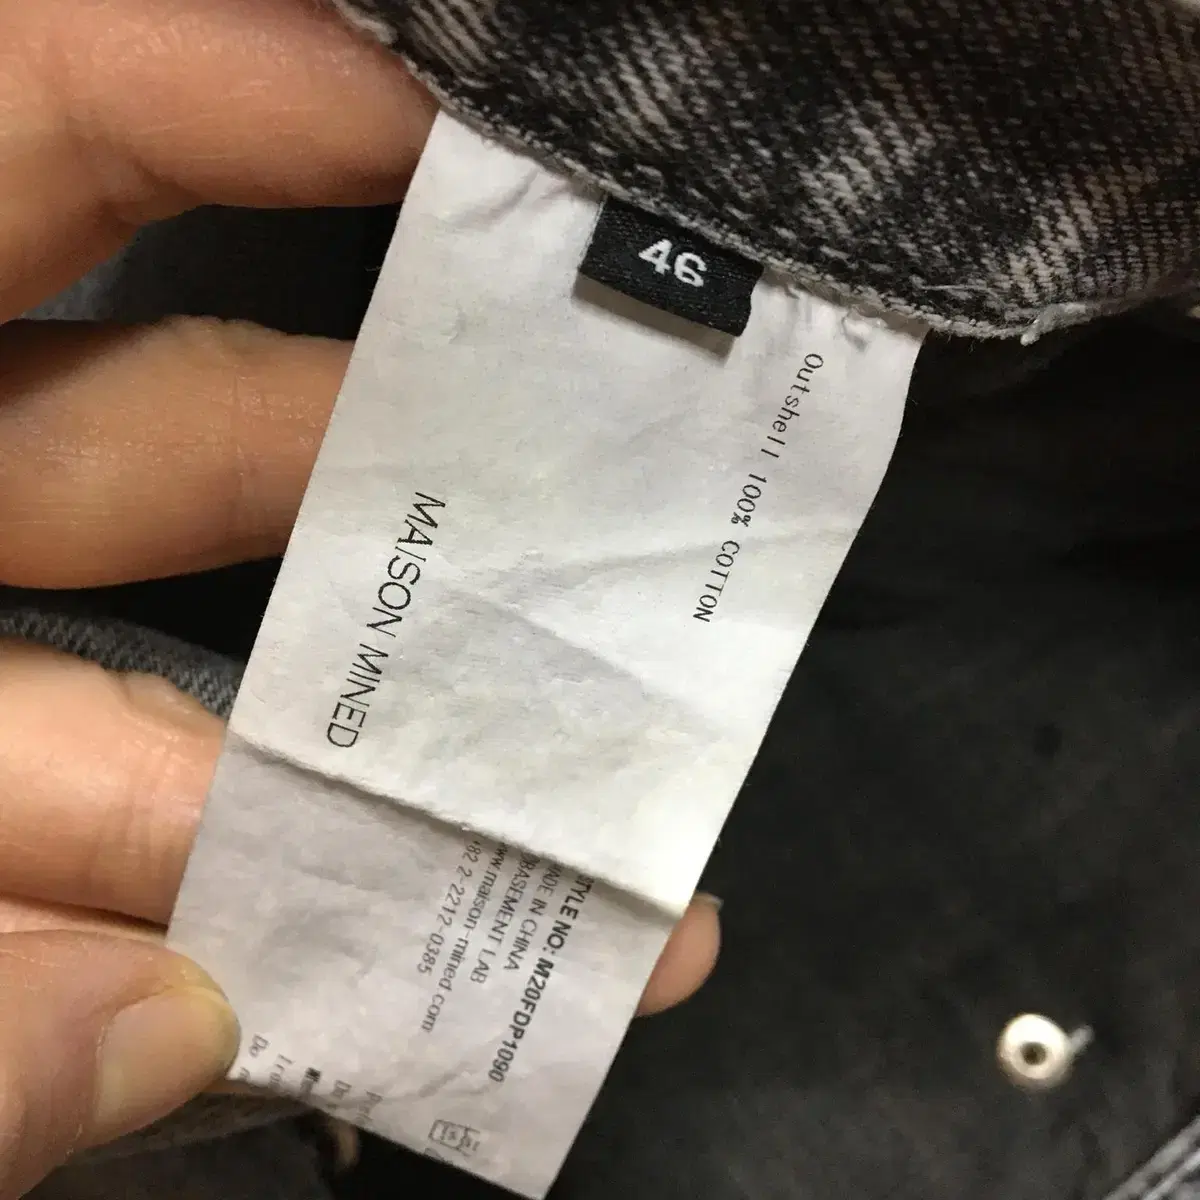 46
Outshell 100% COTTON
MAISON MINED
STYLE NO: M20FDP1090
MADE IN CHINA
BASEMENT LAB
www.maison-mined.com
+82 2-2212-0385
Do